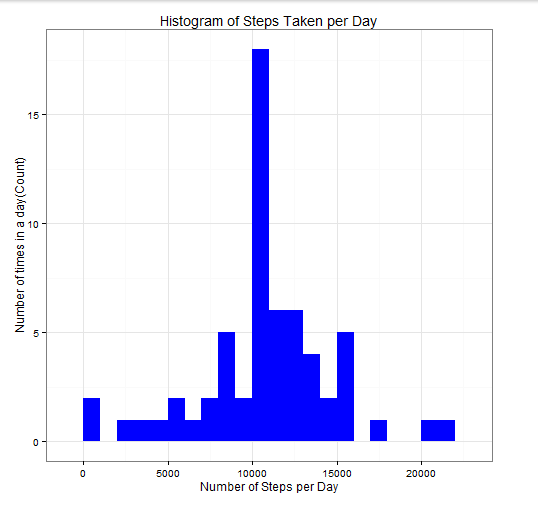 Histogram of Steps Taken per Day
Number of times in a day(Count)
15
10
5
0
0 5000 10000 15000 20000
Number of Steps per Day